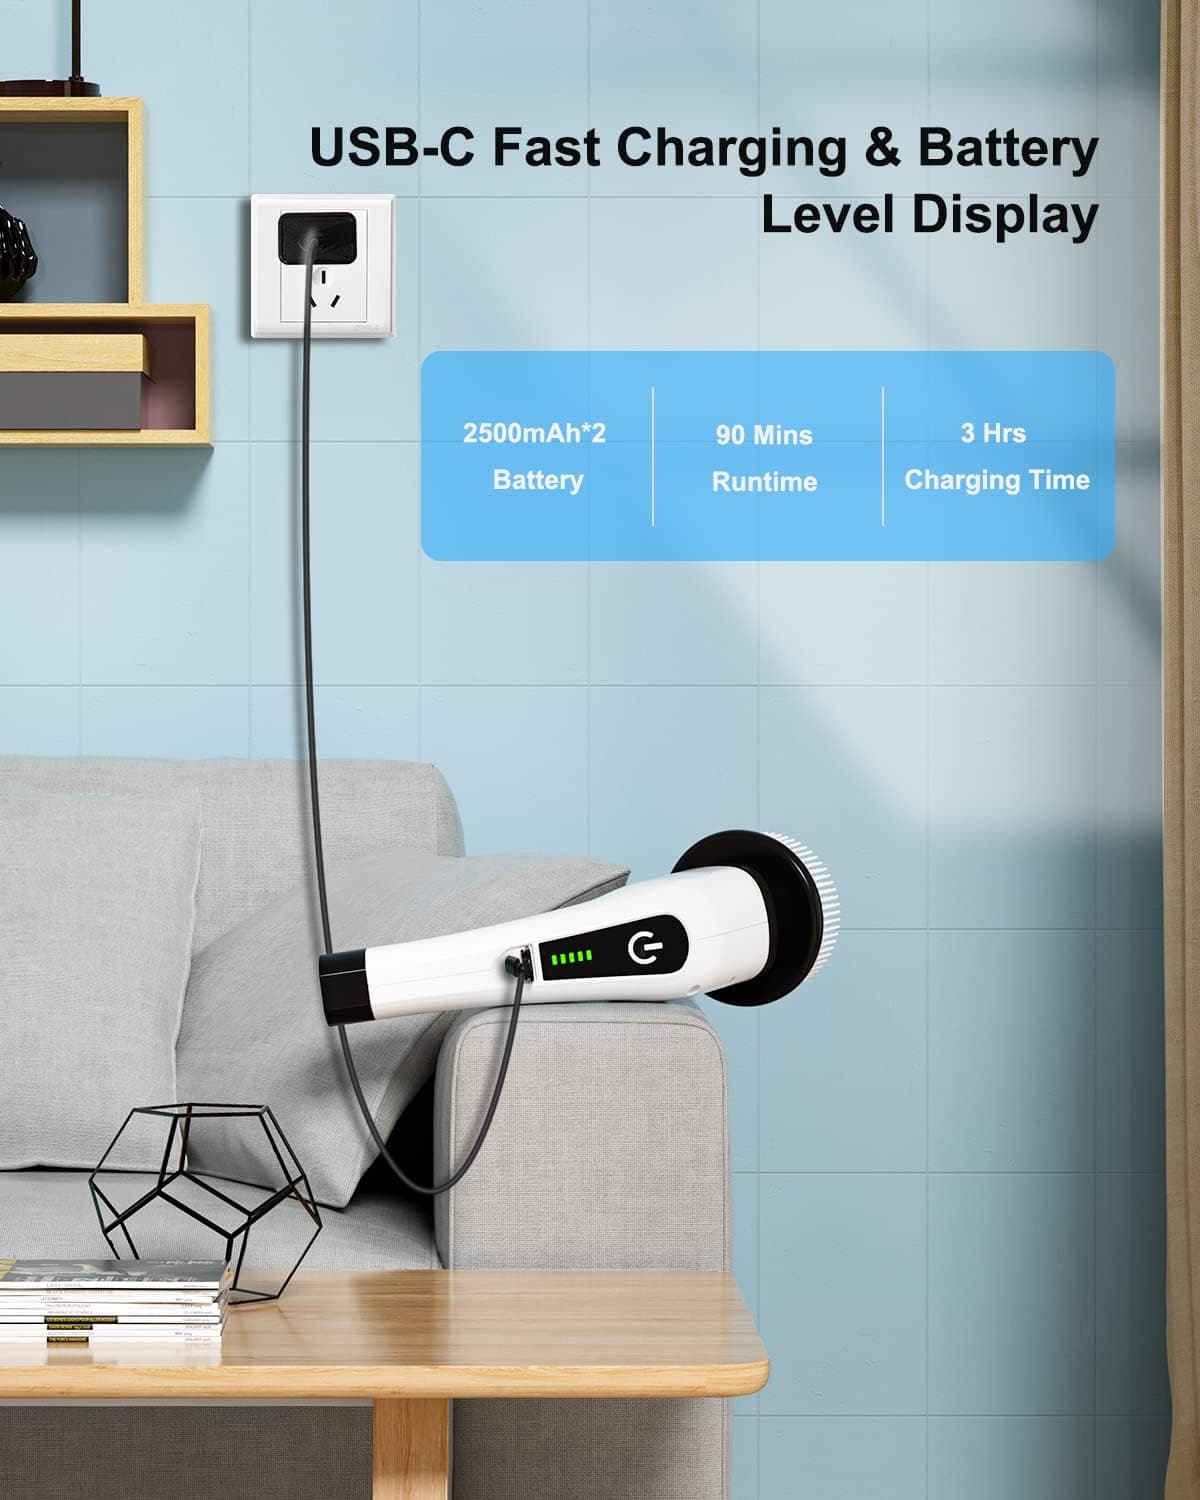 USB-C Fast Charging & Battery
Level Display
2500mAh*2
Battery
90 Mins
Runtime
3 Hrs
Charging Time